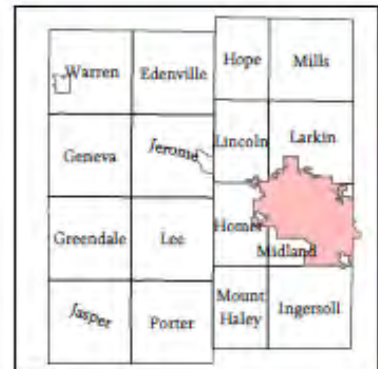 Warren
Edenville
Hope
Mills
Geneva
Jerome
Lincoln
Larkin
Greendale
Lee
Homer
Midland
Jasper
Porter
Mount
Haley
Ingersoll